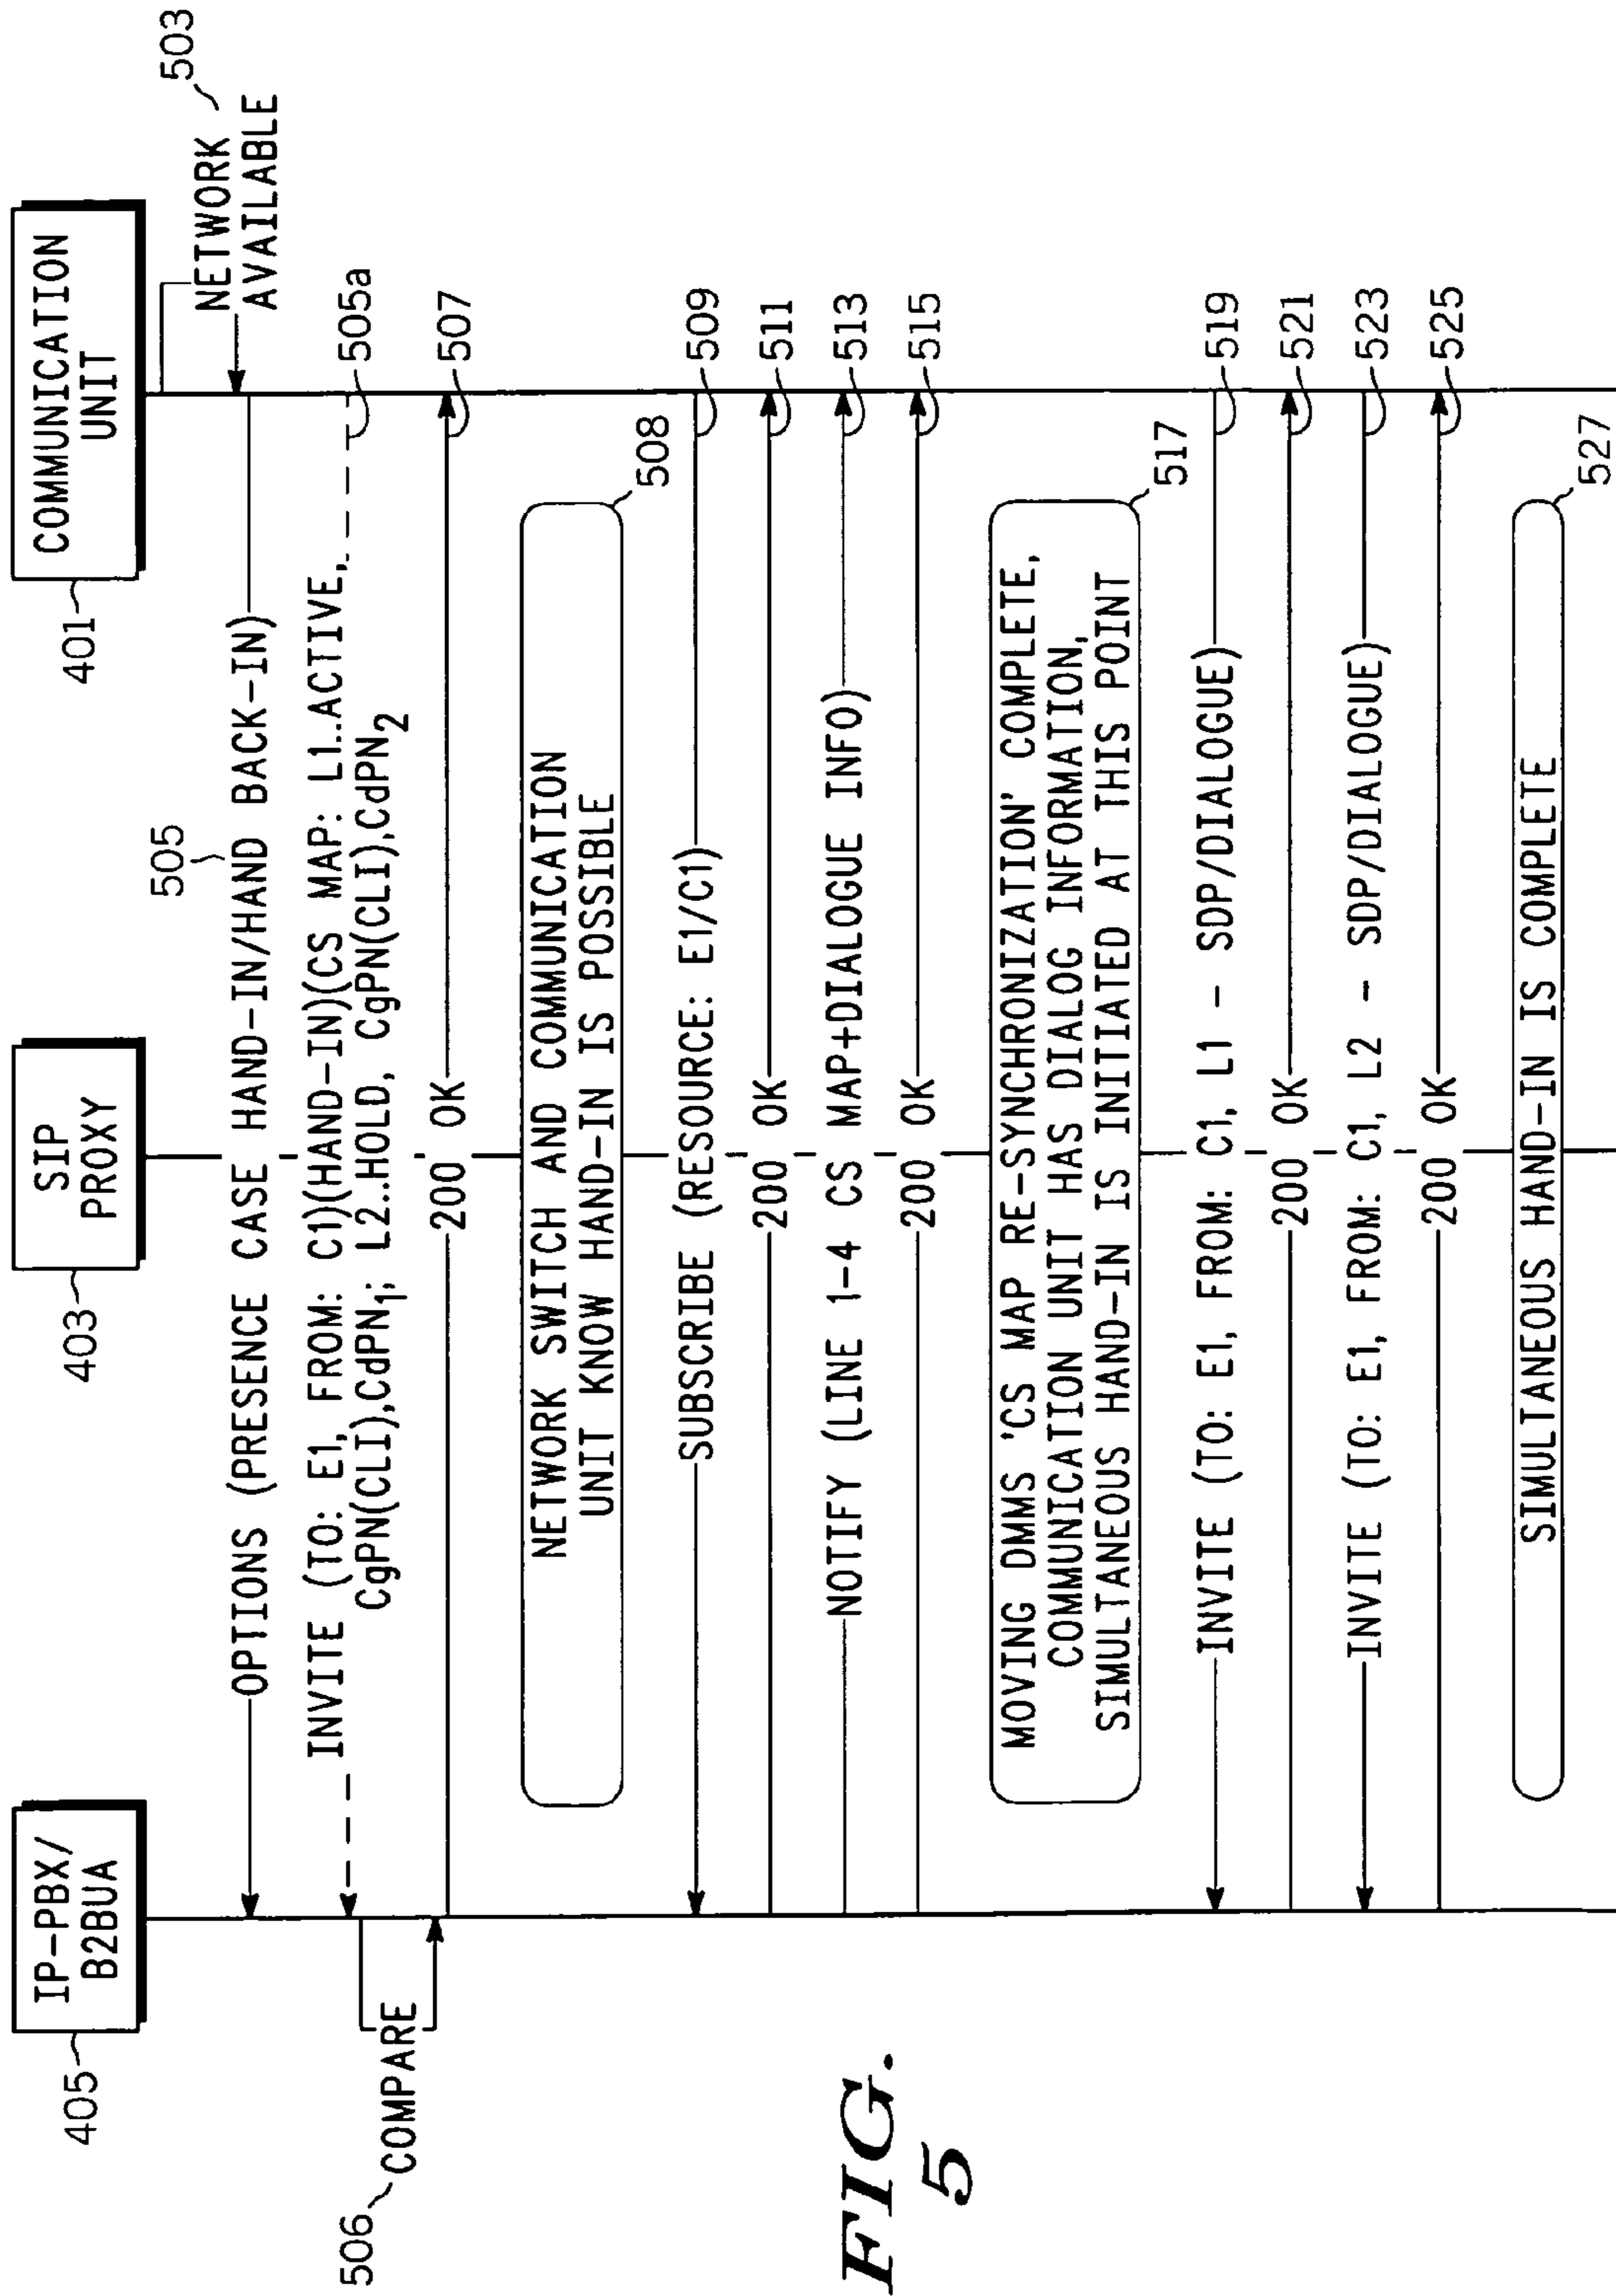 IP-PBX/
B2BUA
405
SIP
PROXY
403
COMMUNICATION
UNIT
401
NETWORK
AVAILABLE
503
505
OPTIONS (PRESENCE CASE HAND-IN/HAND BACK-IN)
INVITE (TO: E1, FROM: C1)(HAND-IN)(CS MAP: L1..ACTIVE,
CgPN(CLI),CdPN1; L2..HOLD, CgPN(CLI),CdPN2
505a
506
COMPARE
200 OK
507
NETWORK SWITCH AND COMMUNICATION
UNIT KNOW HAND-IN IS POSSIBLE
508
SUBSCRIBE (RESOURCE: E1/C1)
509
200 OK
511
NOTIFY (LINE 1-4 CS MAP+DIALOGUE INFO)
513
200 OK
515
MOVING DMMS 'CS MAP RE-SYNCHRONIZATION' COMPLETE,
COMMUNICATION UNIT HAS DIALOG INFORMATION,
SIMULTANEOUS HAND-IN IS INITIATED AT THIS POINT
517
INVITE (TO: E1, FROM: C1, L1 - SDP/DIALOGUE)
519
200 OK
521
INVITE (TO: E1, FROM: C1, L2 - SDP/DIALOGUE)
523
200 OK
525
SIMULTANEOUS HAND-IN IS COMPLETE
527
FIG.
5